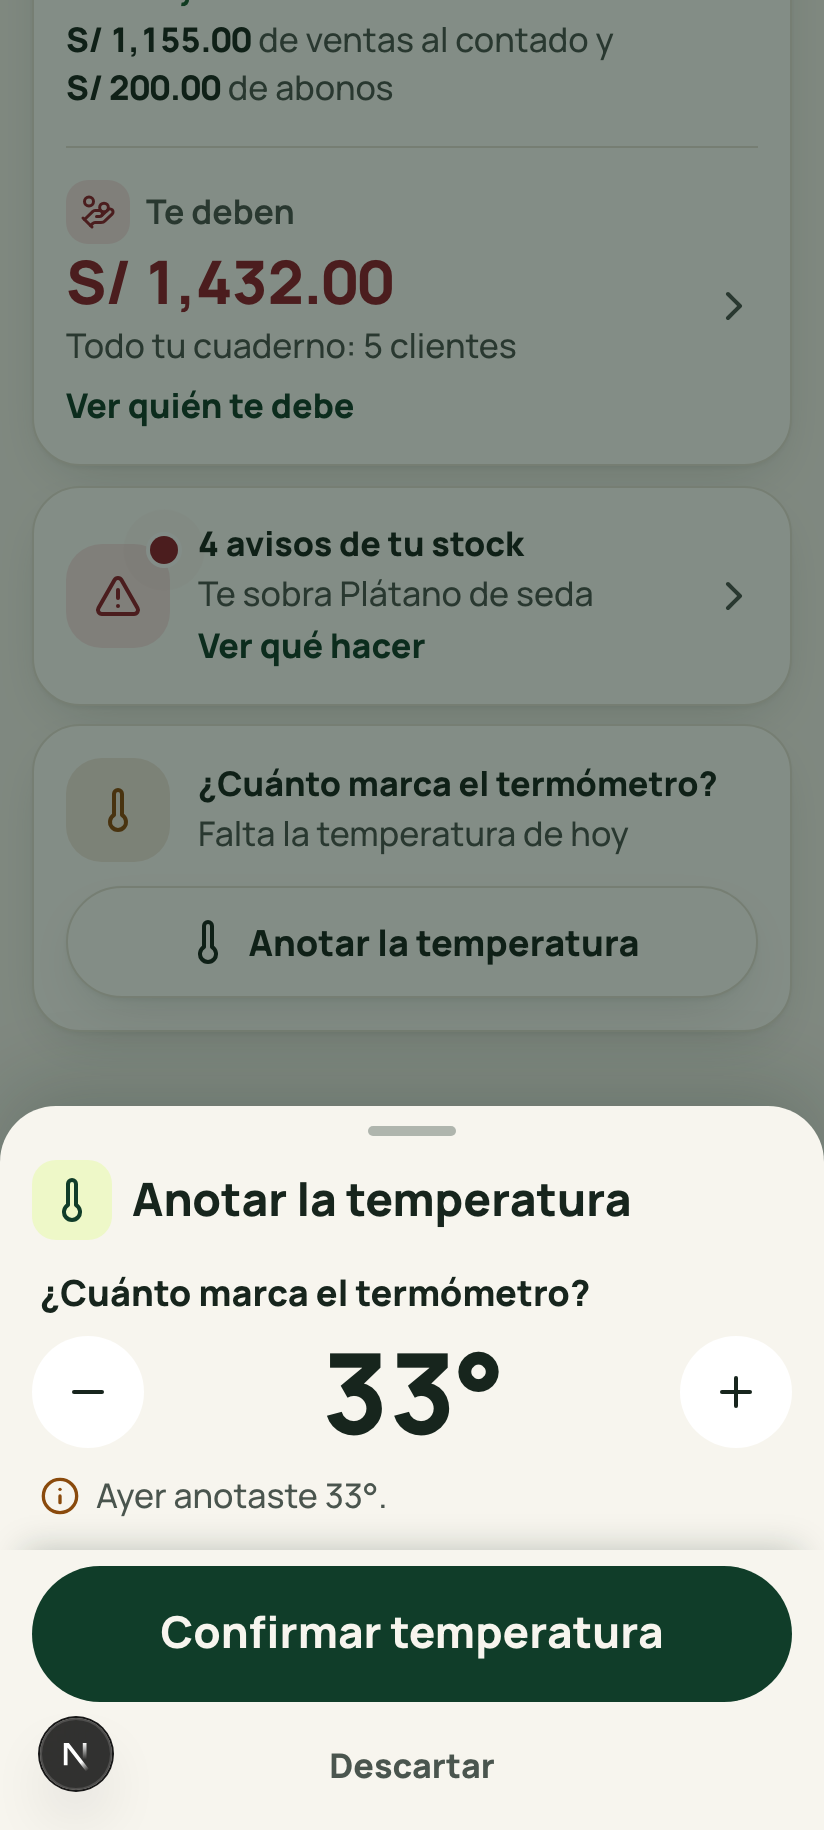 S/ 1,155.00 de ventas al contado y
S/ 200.00 de abonos
Te deben
S/ 1,432.00
Todo tu cuaderno: 5 clientes
Ver quién te debe
4 avisos de tu stock
Te sobra Plátano de seda
Ver qué hacer
¿Cuánto marca el termómetro?
Falta la temperatura de hoy
Anotar la temperatura
Anotar la temperatura
¿Cuánto marca el termómetro?
33°
Ayer anotaste 33°.
Confirmar temperatura
N
Descartar